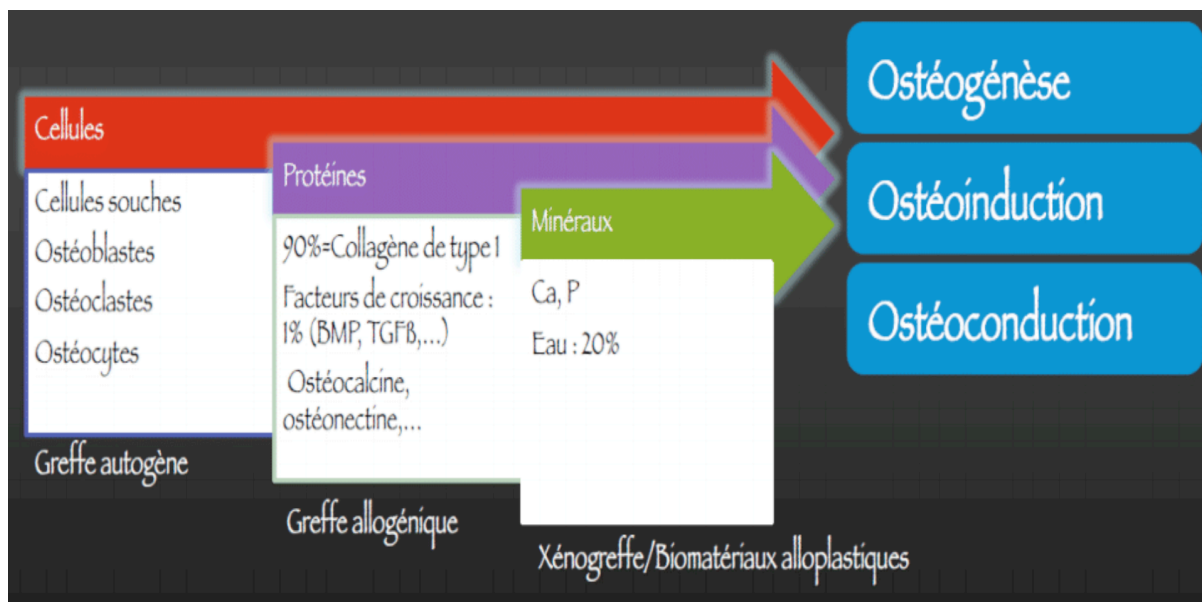 Cellules
Cellules souches
Ostéoblastes
Ostéoclastes
Ostéocytes
Greffe autogène
Protéines
90%=Collagène de type 1
Facteurs de croissance :
1% (BMP, TGFB,...)
Ostéocalcine,
ostéonectine,...
Greffe allogénique
Minéraux
Ca, P
Eau : 20%
Xénogreffe/Biomatériaux alloplastiques
Ostéogénèse
Ostéoinduction
Ostéoconduction